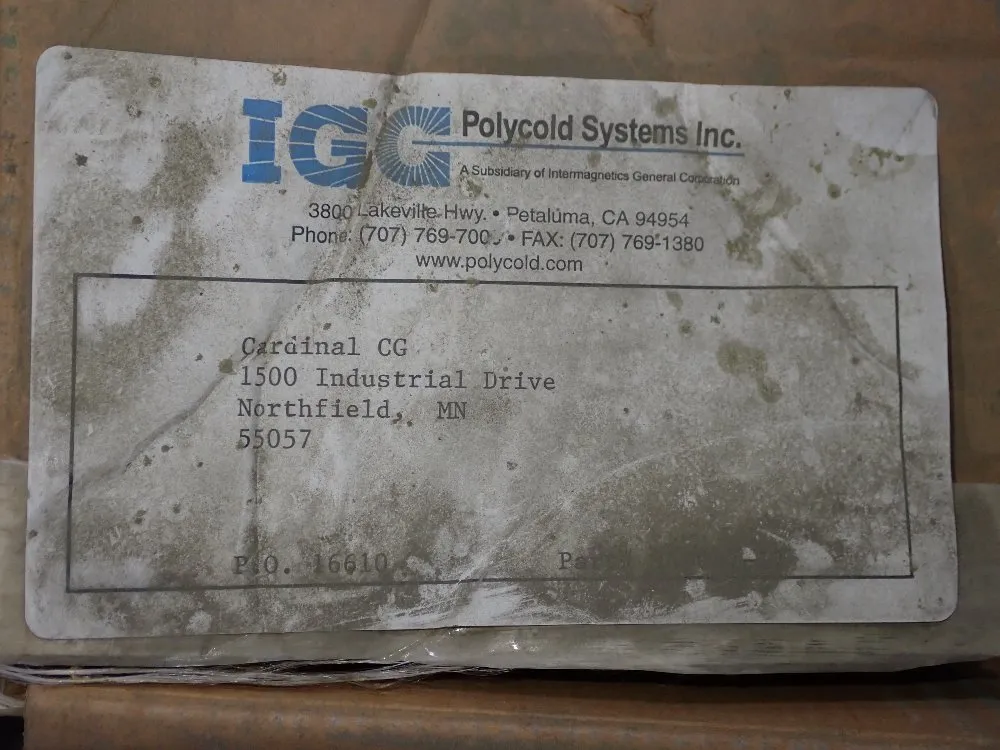 IGC Polycold Systems Inc.
A Subsidiary of Intermagnetics General Corporation
3800 Lakeville Hwy. • Petaluma, CA 94954
Phone: (707) 769-700 • FAX: (707) 769-1380
www.polycold.com
Cardinal CG
1500 Industrial Drive
Northfield, MN
55057
P.O. 16610